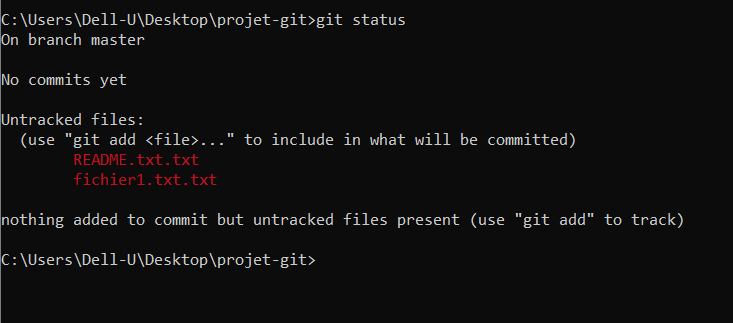 C:\Users\Dell-U\Desktop\projet-git>git status
On branch master
No commits yet
Untracked files:
(use "git add <file>..." to include in what will be committed)
README.txt.txt
fichier1.txt.txt
nothing added to commit but untracked files present (use "git add" to track)
C:\Users\Dell-U\Desktop\projet-git>